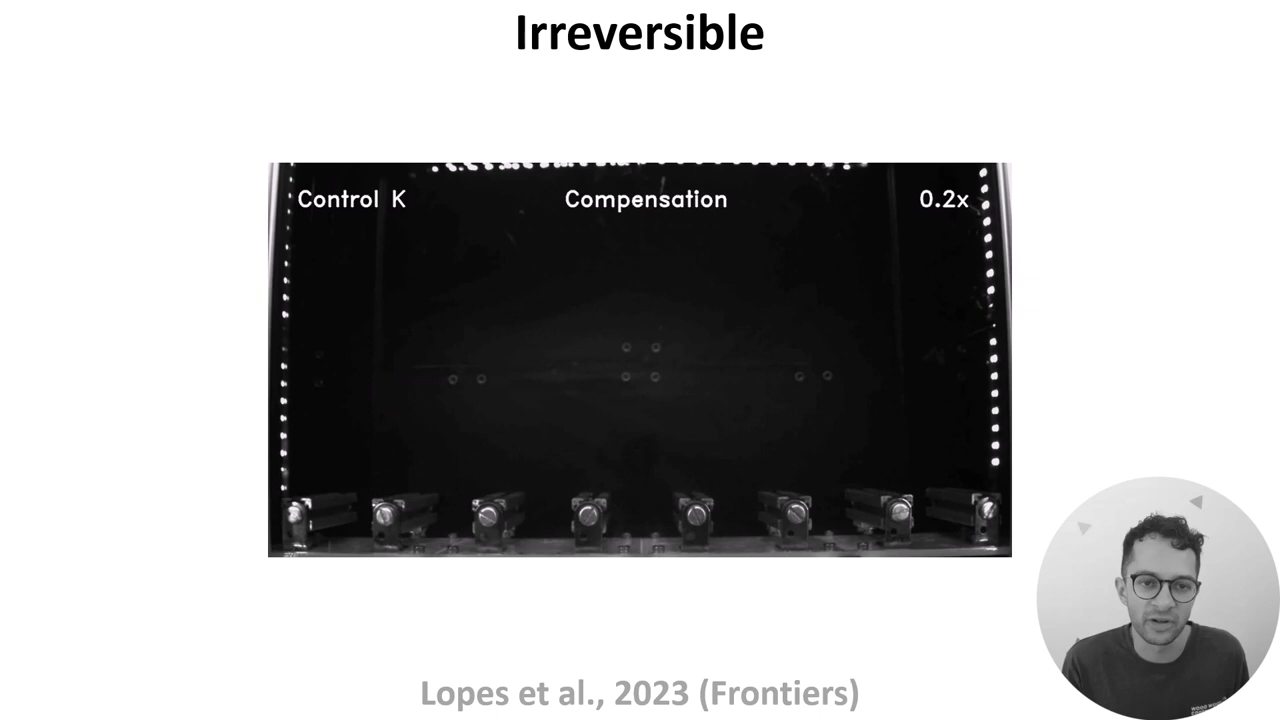 Irreversible
Control K
Compensation
0.2x
Lopes et al., 2023 (Frontiers)